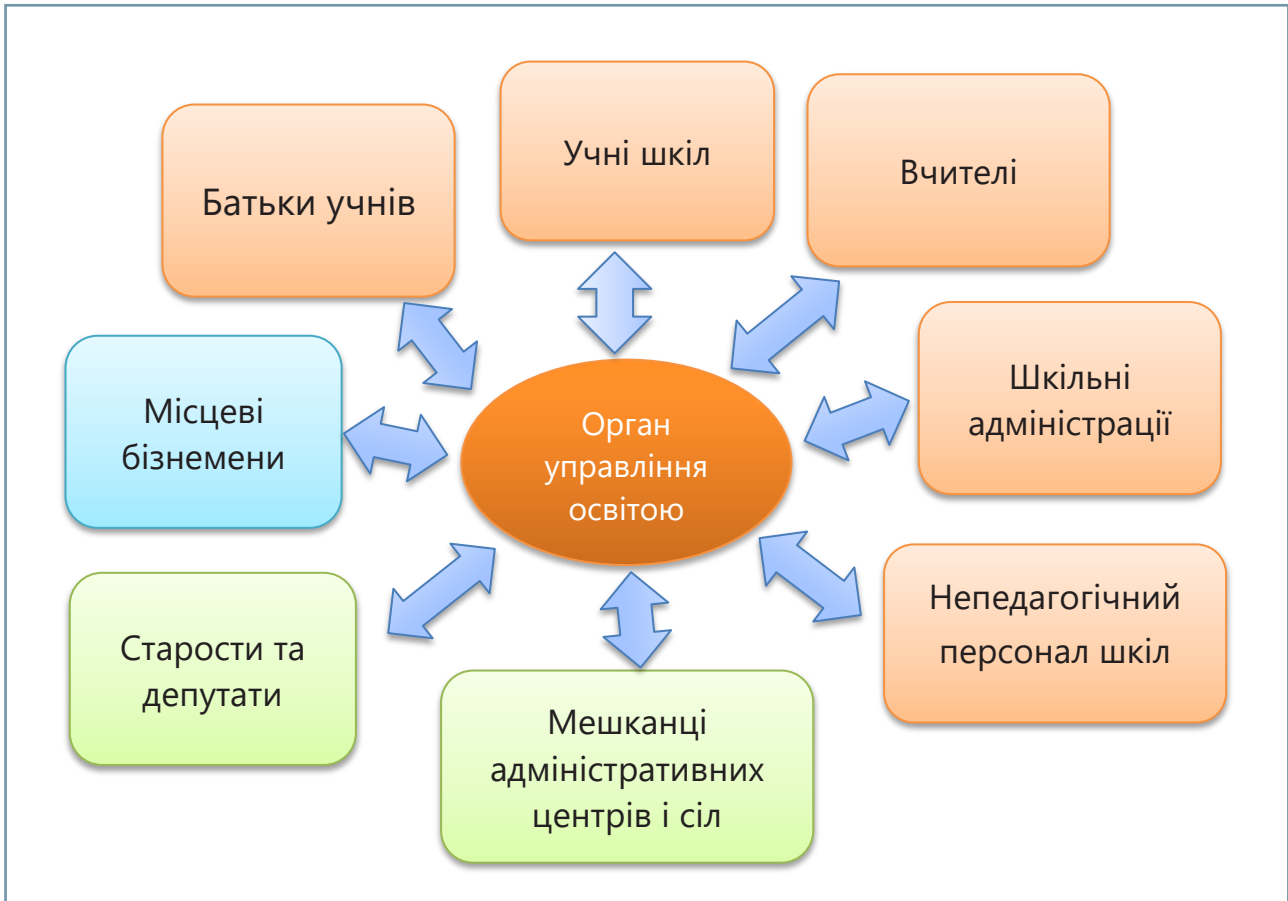 Учні шкіл
Вчителі
Батьки учнів
Шкільні
адміністрації
Місцеві
бізнемени
Орган
управління
освітою
Непедагогічний
персонал шкіл
Старости та
депутати
Мешканці
адміністративних
центрів і сіл